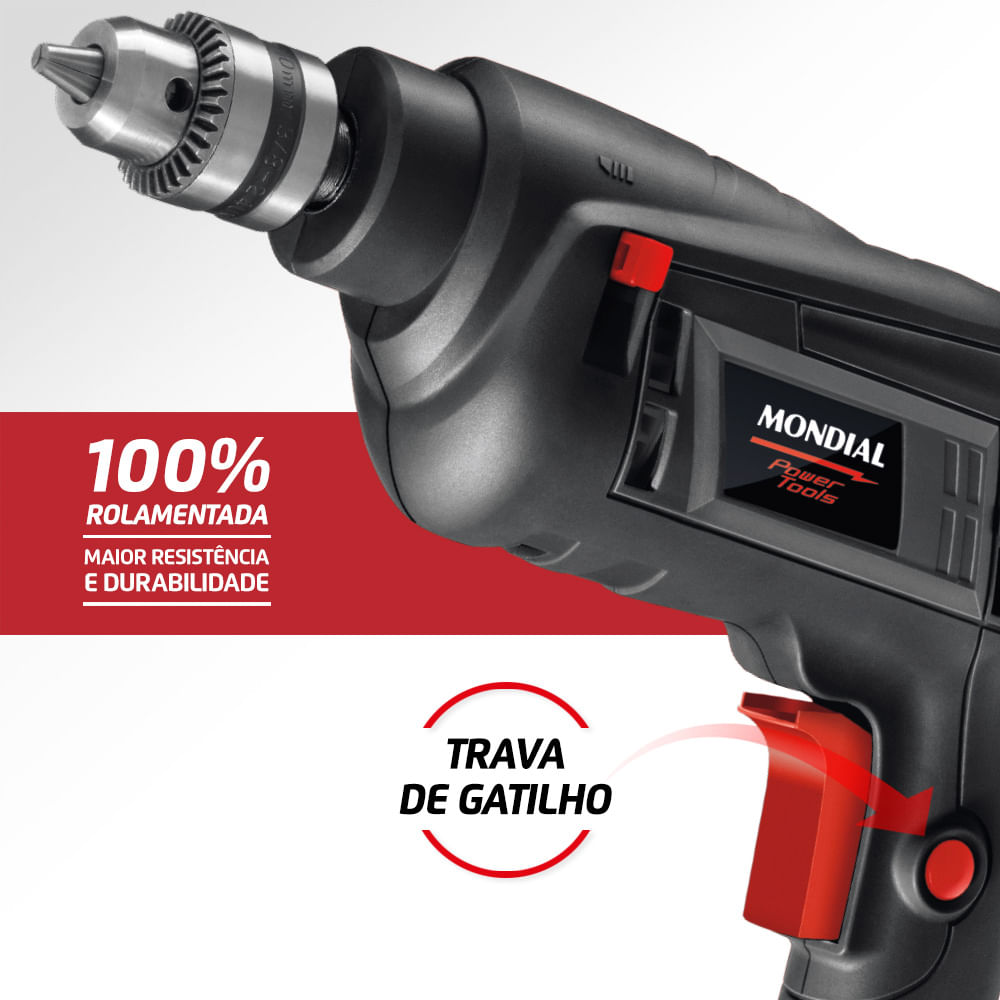 100%
ROLAMENTADA
MAIOR RESISTÊNCIA
E DURABILIDADE
MONDIAL
Power
Tools
TRAVA
DE GATILHO